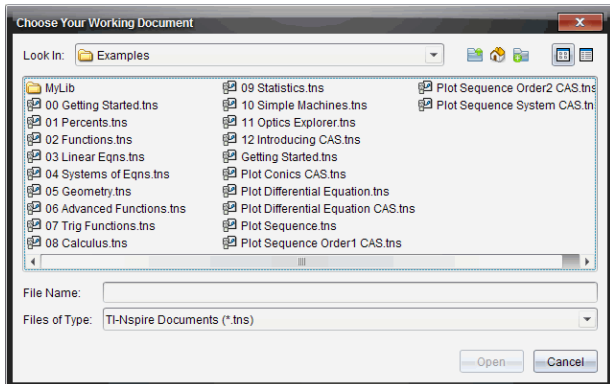 Choose Your Working Document
Look In: Examples
MyLib
00 Getting Started.tns
01 Percents.tns
02 Functions.tns
03 Linear Eqns.tns
04 Systems of Eqns.tns
05 Geometry.tns
06 Advanced Functions.tns
07 Trig Functions.tns
08 Calculus.tns
09 Statistics.tns
10 Simple Machines.tns
11 Optics Explorer.tns
12 Introducing CAS.tns
Getting Started.tns
Plot Conics CAS.tns
Plot Differential Equation.tns
Plot Differential Equation CAS.tns
Plot Sequence.tns
Plot Sequence Order1 CAS.tns
Plot Sequence Order2 CAS.tns
Plot Sequence System CAS.tn
File Name:
Files of Type: TI-Nspire Documents (*.tns)
Open Cancel